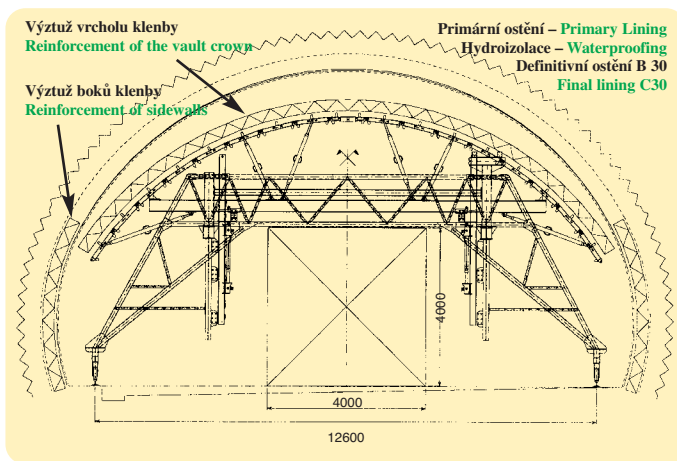 Výztuž vrcholu klenby
Reinforcement of the vault crown
Výztuž boků klenby
Reinforcement of sidewalls
Primární ostění – Primary Lining
Hydroizolace – Waterproofing
Definitivní ostění B 30
Final lining C30
4000
4000
12600